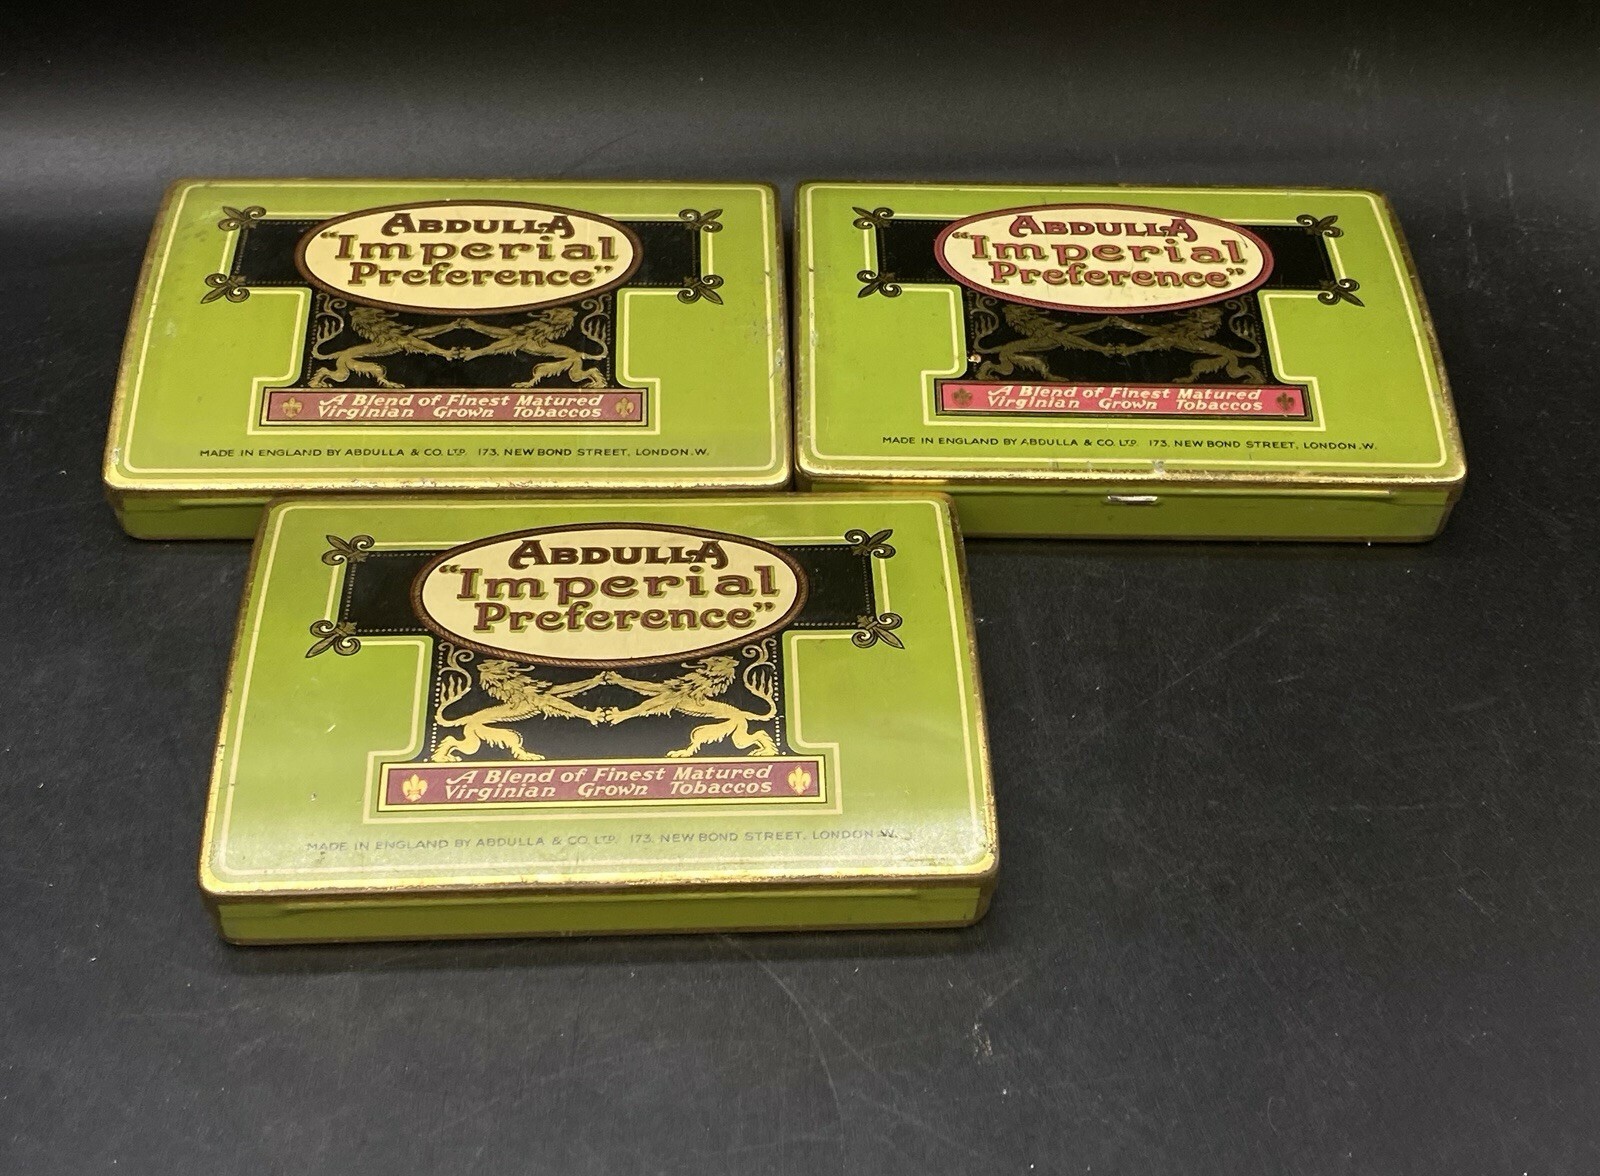 ABDULLA
"Imperial
Preference"
A Blend of Finest Matured
Virginian Grown Tobaccos
MADE IN ENGLAND BY ABDULLA & CO. LTD. 173, NEW BOND STREET, LONDON.W.
ABDULLA
"Imperial
Preference"
A Blend of Finest Matured
Virginian Grown Tobaccos
MADE IN ENGLAND BY ABDULLA & CO. LTD. 173, NEW BOND STREET, LONDON.W.
ABDULLA
"Imperial
Preference"
A Blend of Finest Matured
Virginian Grown Tobaccos
MADE IN ENGLAND BY ABDULLA & CO. LTD. 173, NEW BOND STREET, LONDON.W.